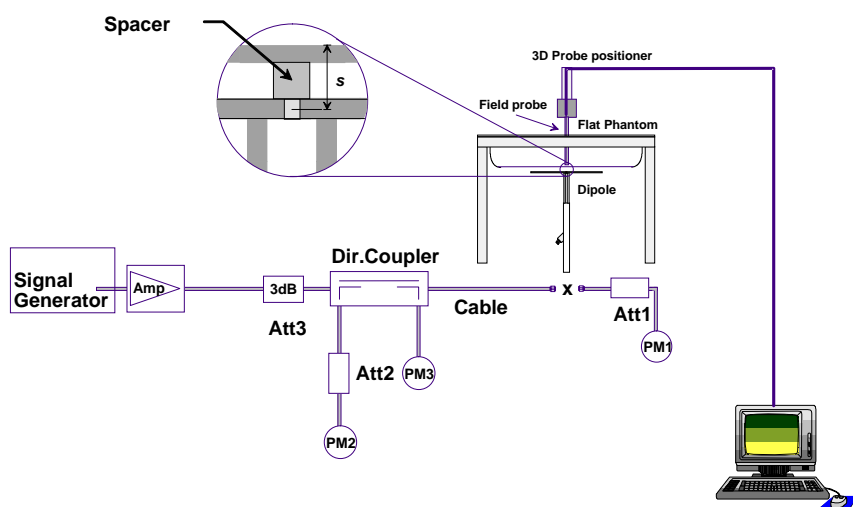 Spacer
s
3D Probe positioner
Field probe
Flat Phantom
Dipole
Dir.Coupler
Signal
Generator
Amp
3dB
Att3
Cable
x
Att1
PM1
Att2
PM3
PM2